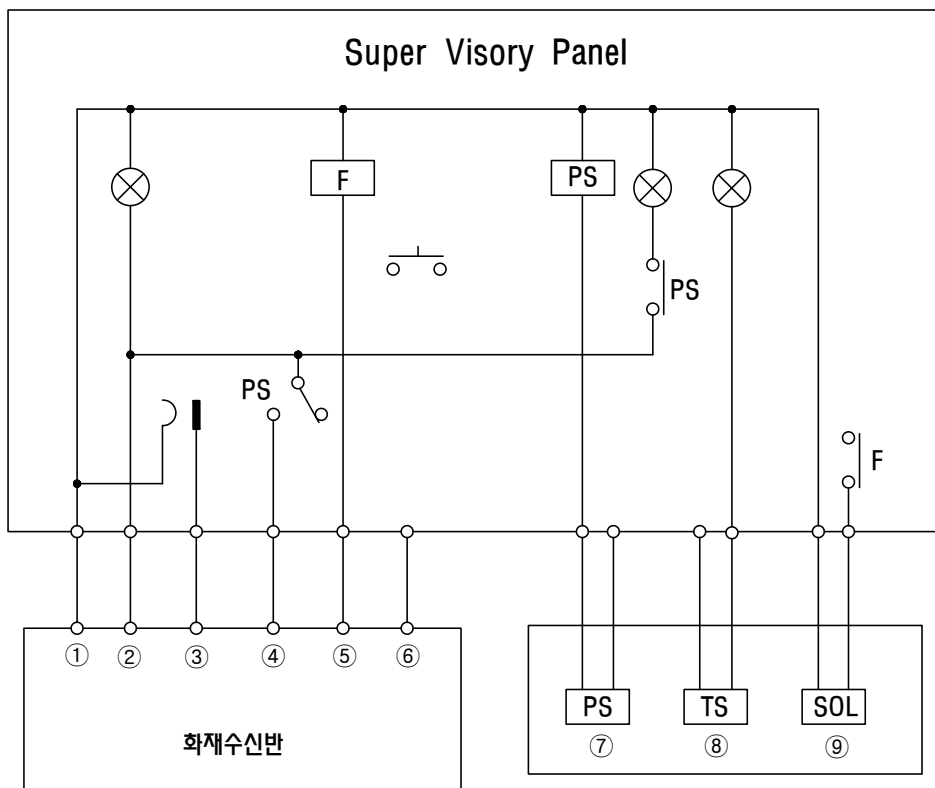 Super Visory Panel
F
PS
PS
PS
F
① ② ③ ④ ⑤ ⑥
화재수신반
PS TS SOL
⑦ ⑧ ⑨